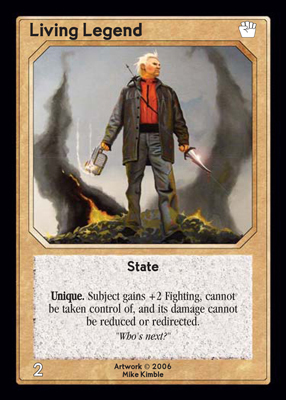 Living Legend
State
Unique. Subject gains +2 Fighting, cannot
be taken control of, and its damage cannot
be reduced or redirected.
"Who's next?"
2
Artwork © 2006
Mike Kimble